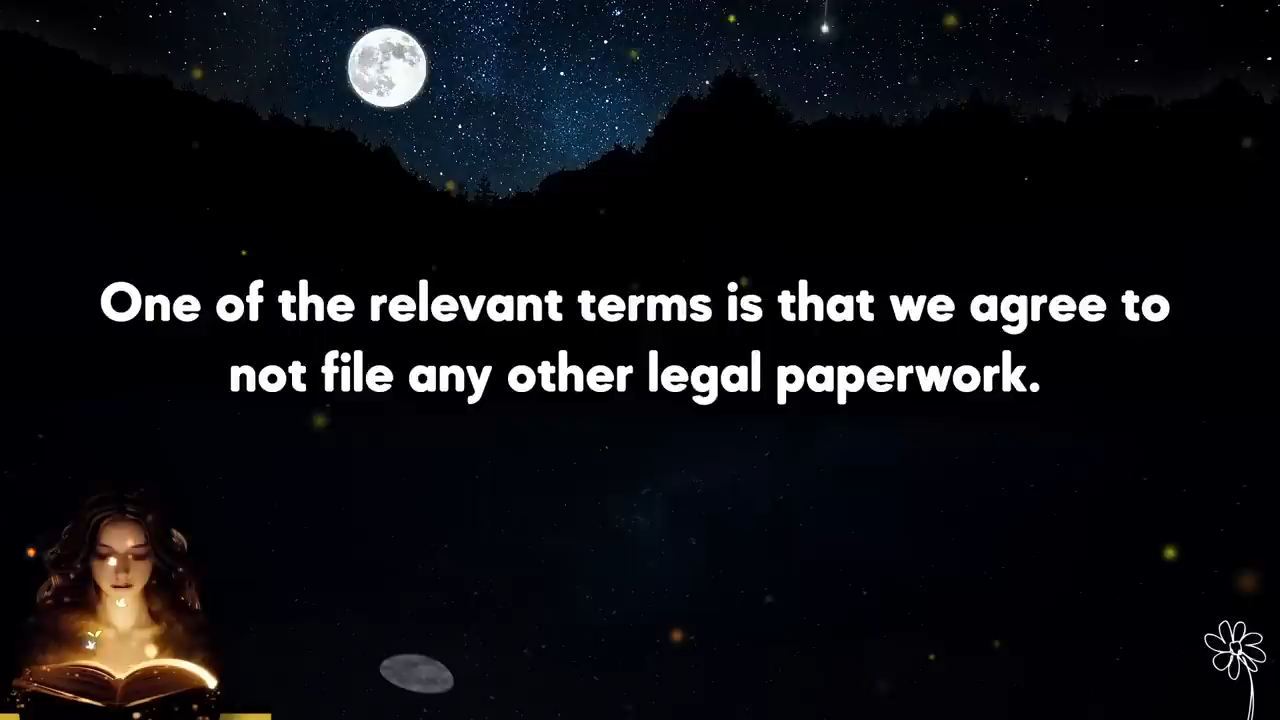 One of the relevant terms is that we agree to
not file any other legal paperwork.